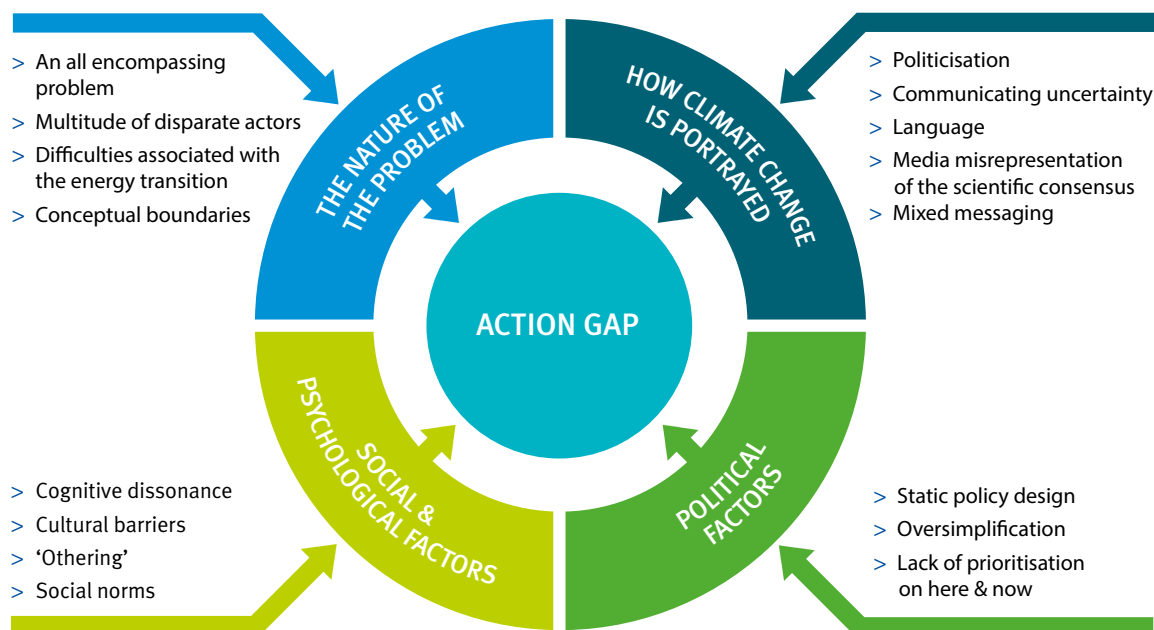 > An all encompassing
problem
> Multitude of disparate actors
> Difficulties associated with
the energy transition
> Conceptual boundaries
THE NATURE OF
THE PROBLEM
HOW CLIMATE CHANGE
IS PORTRAYED
> Politicisation
> Communicating uncertainty
> Language
> Media misrepresentation
of the scientific consensus
> Mixed messaging
ACTION GAP
> Cognitive dissonance
> Cultural barriers
> ‘Othering’
> Social norms
SOCIAL &
PSYCHOLOGICAL FACTORS
POLITICAL
FACTORS
> Static policy design
> Oversimplification
> Lack of prioritisation
on here & now